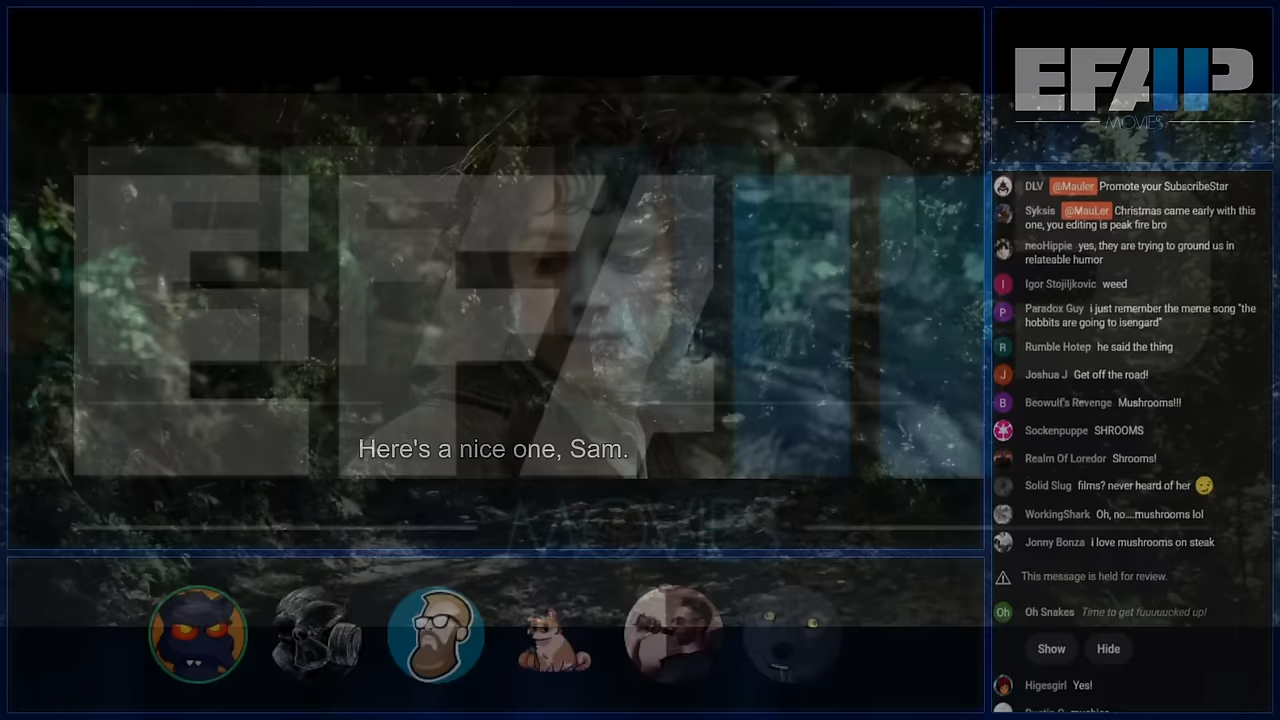 EFAP
MOVIES
EFAP
MOVIES
Here's a nice one, Sam.
DLV @Mauler Promote your SubscribeStar
Syksis @MauLer Christmas came early with this
one, you editing is peak fire bro
neoHippie yes, they are trying to ground us in
relateable humor
I
Igor Stojiljkovic weed
P
Paradox Guy i just remember the meme song "the
hobbits are going to isengard"
R
Rumble Hotep he said the thing
J
Joshua J Get off the road!
B
Beowulf's Revenge Mushrooms!!!
Sockenpuppe SHROOMS
Realm Of Loredor Shrooms!
Solid Slug films? never heard of her 😏
WorkingShark Oh, no....mushrooms lol
Jonny Bonza i love mushrooms on steak
This message is held for review.
Oh
Oh Snakes Time to get fuuuucked up!
Show Hide
Higesgirl Yes!